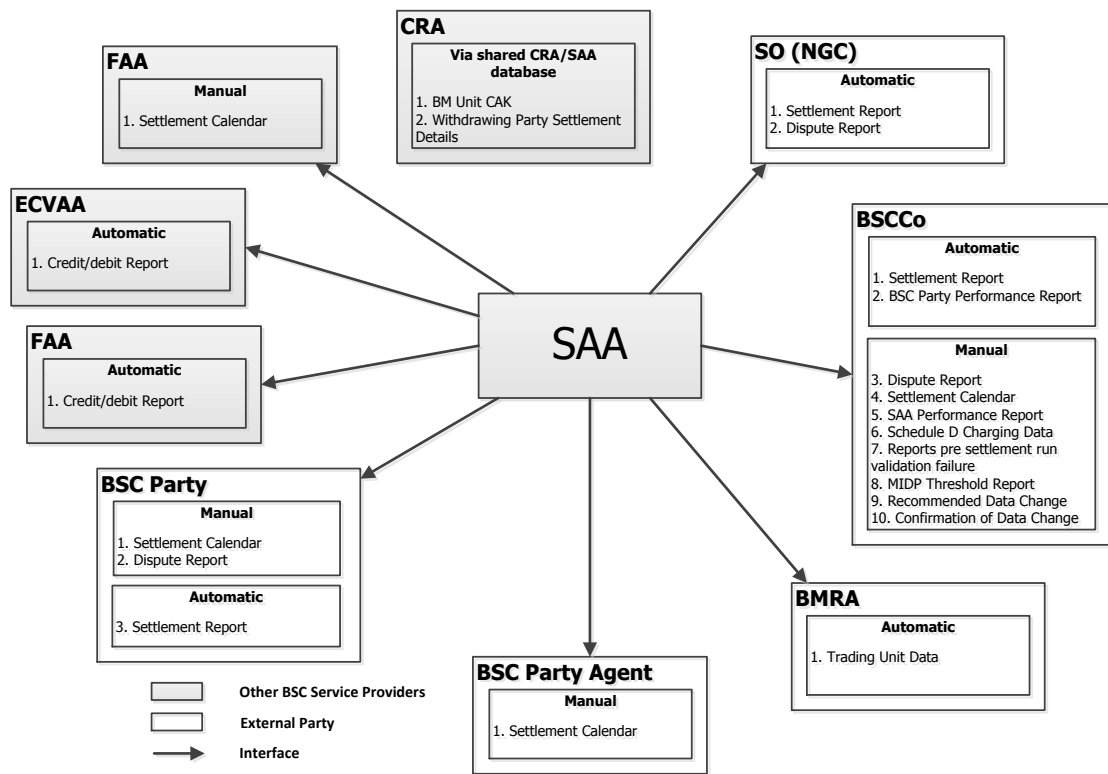 FAA
Manual
1. Settlement Calendar
CRA
Via shared CRA/SAA
database
1. BM Unit CAK
2. Withdrawing Party Settlement
Details
SO (NGC)
Automatic
1. Settlement Report
2. Dispute Report
ECVAA
Automatic
1. Credit/debit Report
BSCCo
Automatic
1. Settlement Report
2. BSC Party Performance Report
Manual
3. Dispute Report
4. Settlement Calendar
5. SAA Performance Report
6. Schedule D Charging Data
7. Reports pre settlement run
validation failure
8. MIDP Threshold Report
9. Recommended Data Change
10. Confirmation of Data Change
SAA
FAA
Automatic
1. Credit/debit Report
BSC Party
Manual
1. Settlement Calendar
2. Dispute Report
Automatic
3. Settlement Report
BSC Party Agent
Manual
1. Settlement Calendar
BMRA
Automatic
1. Trading Unit Data
Other BSC Service Providers
External Party
Interface